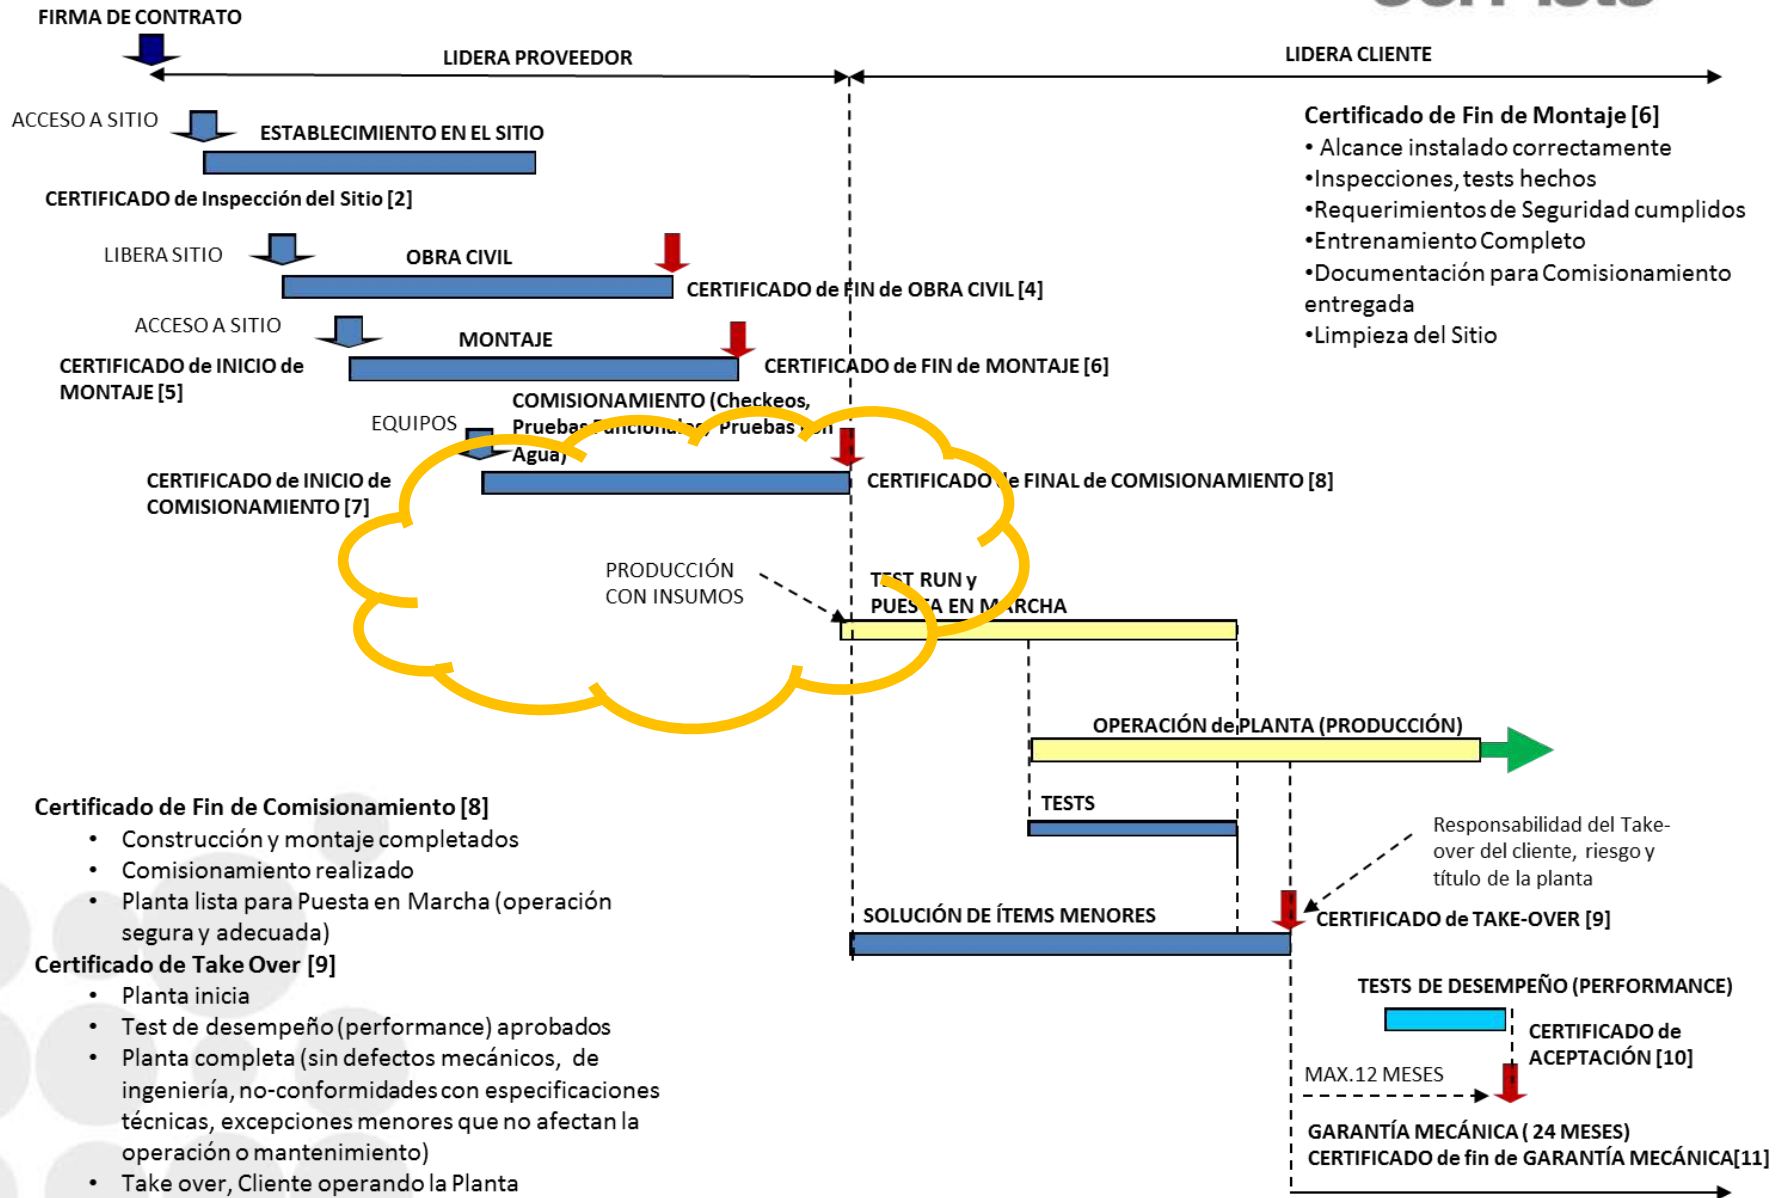 FIRMA DE CONTRATO
LIDERA PROVEEDOR
LIDERA CLIENTE
ACCESO A SITIO
ESTABLECIMIENTO EN EL SITIO
CERTIFICADO de Inspección del Sitio [2]
Certificado de Fin de Montaje [6]
• Alcance instalado correctamente
•Inspecciones, tests hechos
•Requerimientos de Seguridad cumplidos
•Entrenamiento Completo
•Documentación para Comisionamiento
entregada
•Limpieza del Sitio
LIBERA SITIO
OBRA CIVIL
CERTIFICADO de FIN de OBRA CIVIL [4]
ACCESO A SITIO
MONTAJE
CERTIFICADO de INICIO de
MONTAJE [5]
CERTIFICADO de FIN de MONTAJE [6]
EQUIPOS
COMISIONAMIENTO (Checkeos,
Pruebas Funcionales, Pruebas con
Agua)
CERTIFICADO de INICIO de
COMISIONAMIENTO [7]
CERTIFICADO de FINAL de COMISIONAMIENTO [8]
PRODUCCIÓN
CON INSUMOS
TEST RUN y
PUESTA EN MARCHA
OPERACIÓN de PLANTA (PRODUCCIÓN)
TESTS
Responsabilidad del Take-
over del cliente, riesgo y
título de la planta
SOLUCIÓN DE ÍTEMS MENORES
CERTIFICADO de TAKE-OVER [9]
TESTS DE DESEMPEÑO (PERFORMANCE)
CERTIFICADO de
ACEPTACIÓN [10]
MAX.12 MESES
GARANTÍA MECÁNICA ( 24 MESES)
CERTIFICADO de fin de GARANTÍA MECÁNICA[11]
Certificado de Fin de Comisionamiento [8]
• Construcción y montaje completados
• Comisionamiento realizado
• Planta lista para Puesta en Marcha (operación
segura y adecuada)
Certificado de Take Over [9]
• Planta inicia
• Test de desempeño (performance) aprobados
• Planta completa (sin defectos mecánicos, de
ingeniería, no-conformidades con especificaciones
técnicas, excepciones menores que no afectan la
operación o mantenimiento)
• Take over, Cliente operando la Planta